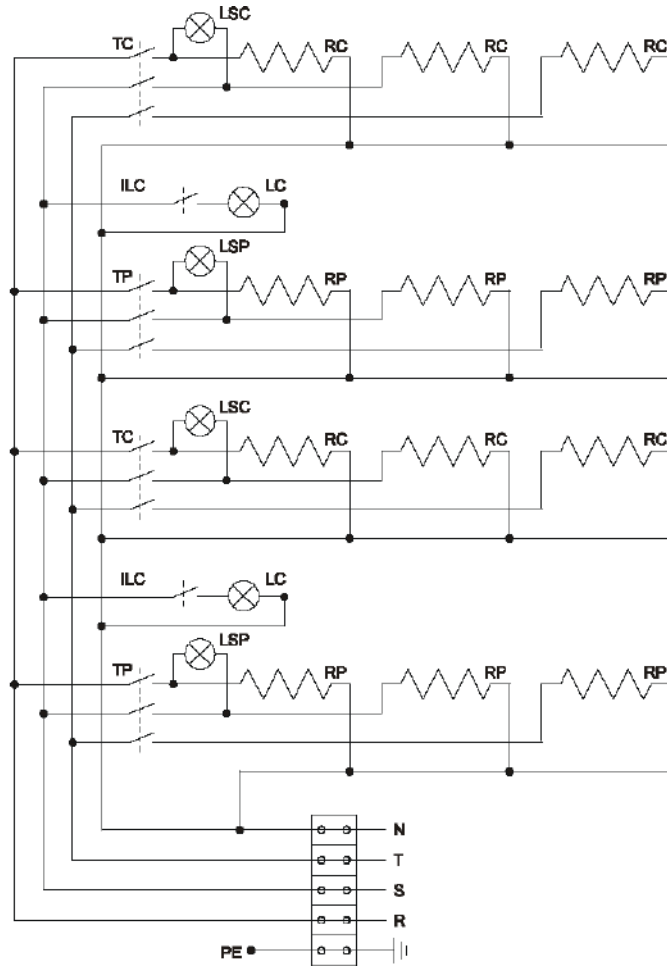 LSC
TC RC RC RC
ILC LC
LSP
TP RP RP RP
LSC
TC RC RC RC
ILC LC
LSP
TP RP RP RP
N
T
S
R
PE